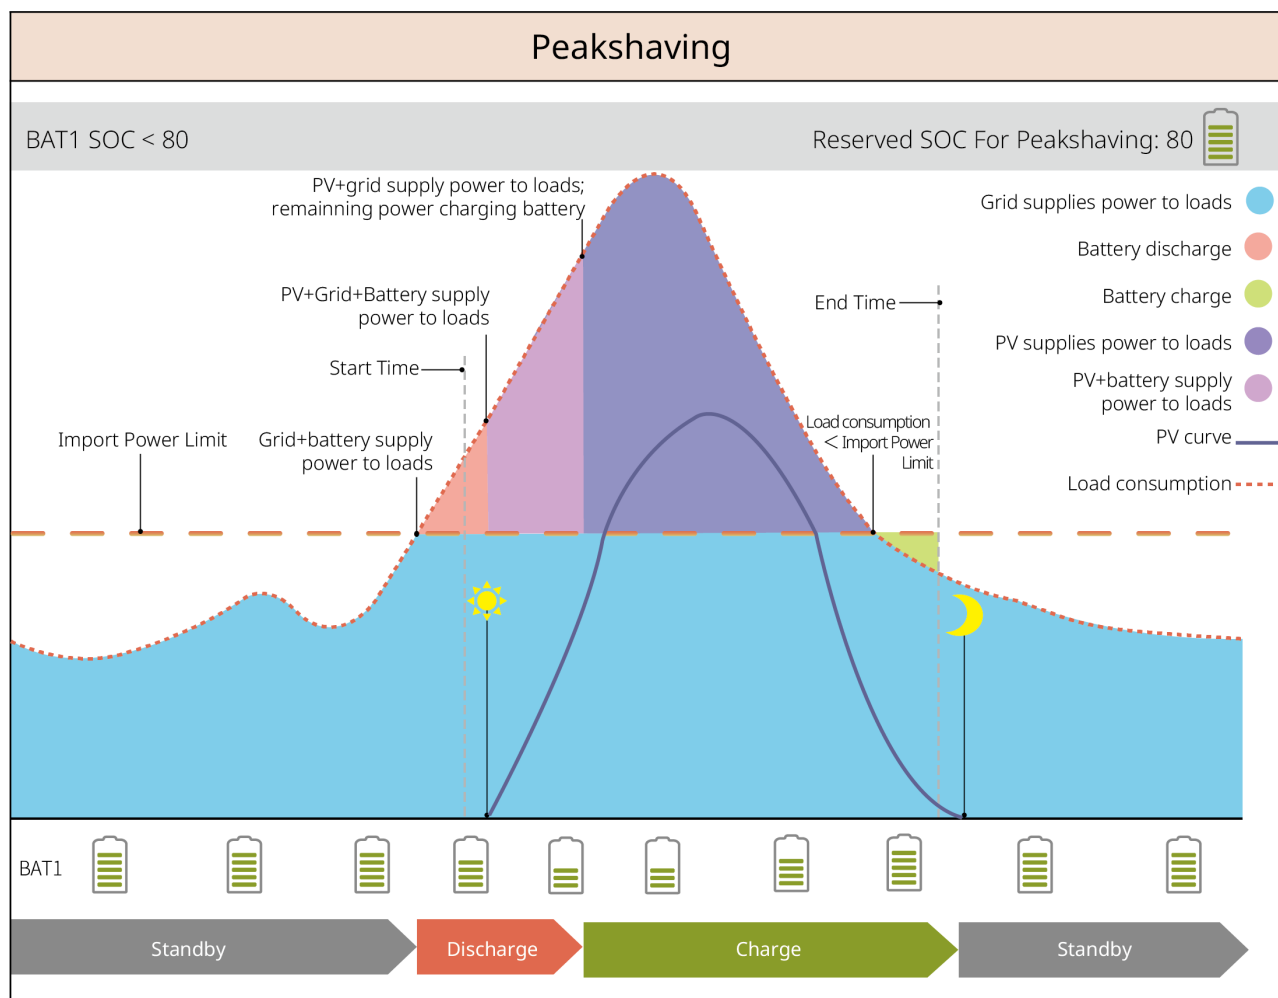 Peakshaving
BAT1 SOC < 80
Reserved SOC For Peakshaving: 80
PV+grid supply power to loads;
remainning power charging battery
Grid supplies power to loads
Battery discharge
PV+Grid+Battery supply
power to loads
End Time
Battery charge
PV supplies power to loads
Start Time
PV+battery supply
power to loads
Import Power Limit
Grid+battery supply
power to loads
Load consumption
< Import Power
Limit
PV curve
Load consumption
BAT1
Standby
Discharge
Charge
Standby